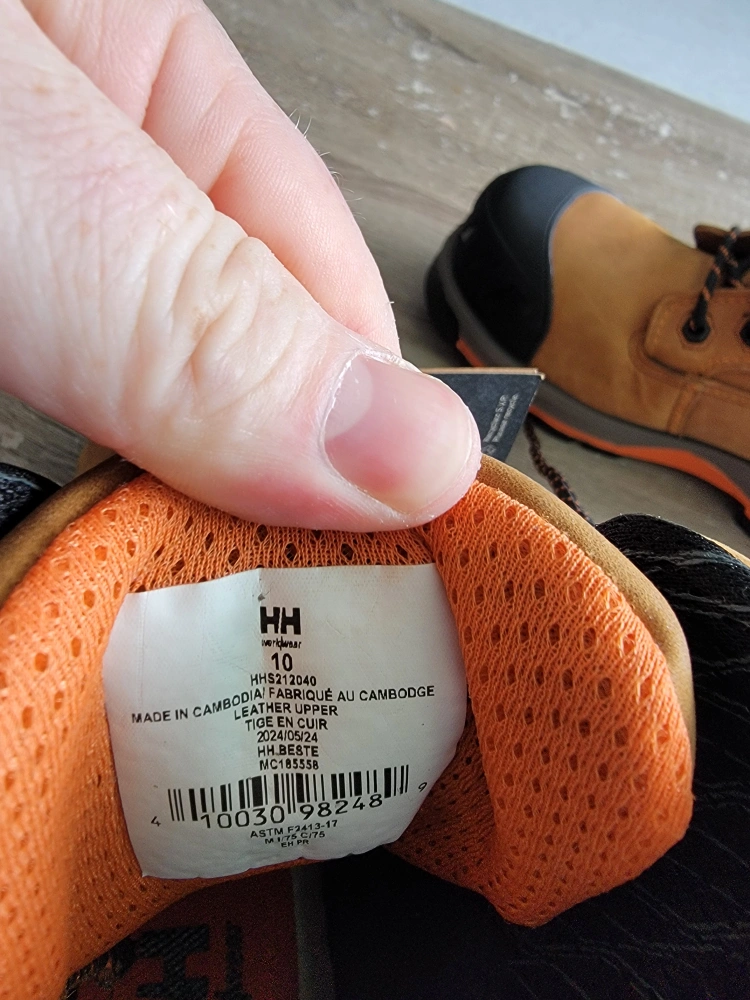 HH
workwear
10
HHS212040
MADE IN CAMBODIA/ FABRIQUÉ AU CAMBODGE
LEATHER UPPER
TIGE EN CUIR
2024/05/24
HH.BESTE
MC185558
4 10030 98248 9
ASTM F2413-17
M I/75 C/75
EH PR